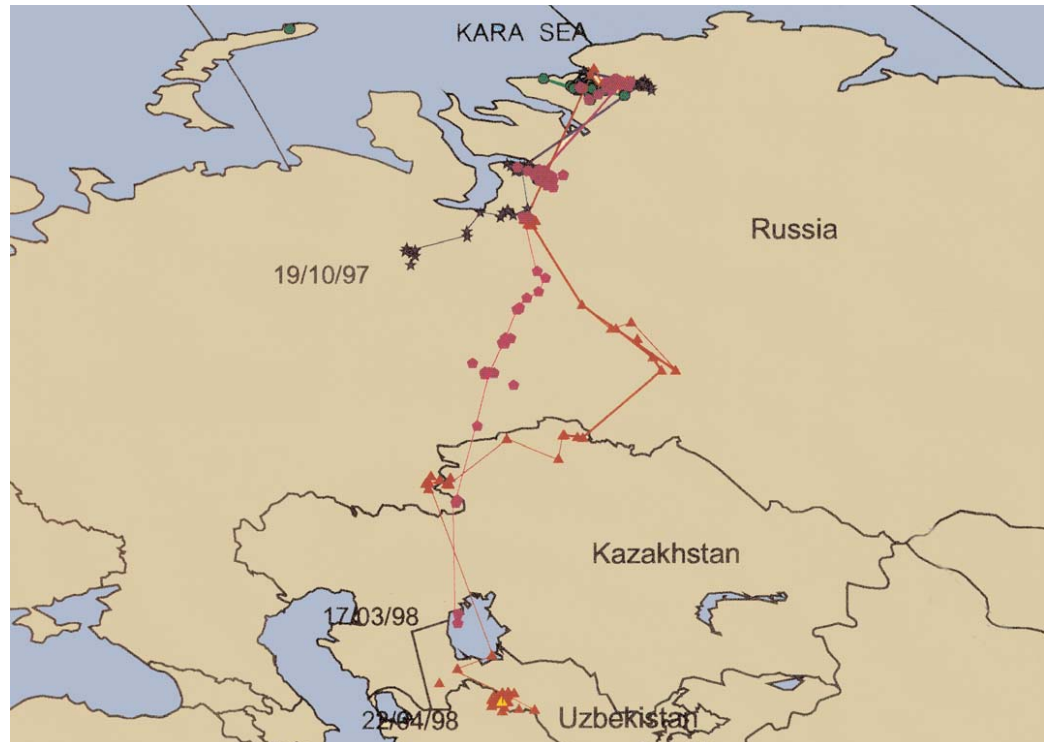 KARA SEA
Russia
19/10/97
Kazakhstan
17/03/98
22/04/98
Uzbekistan